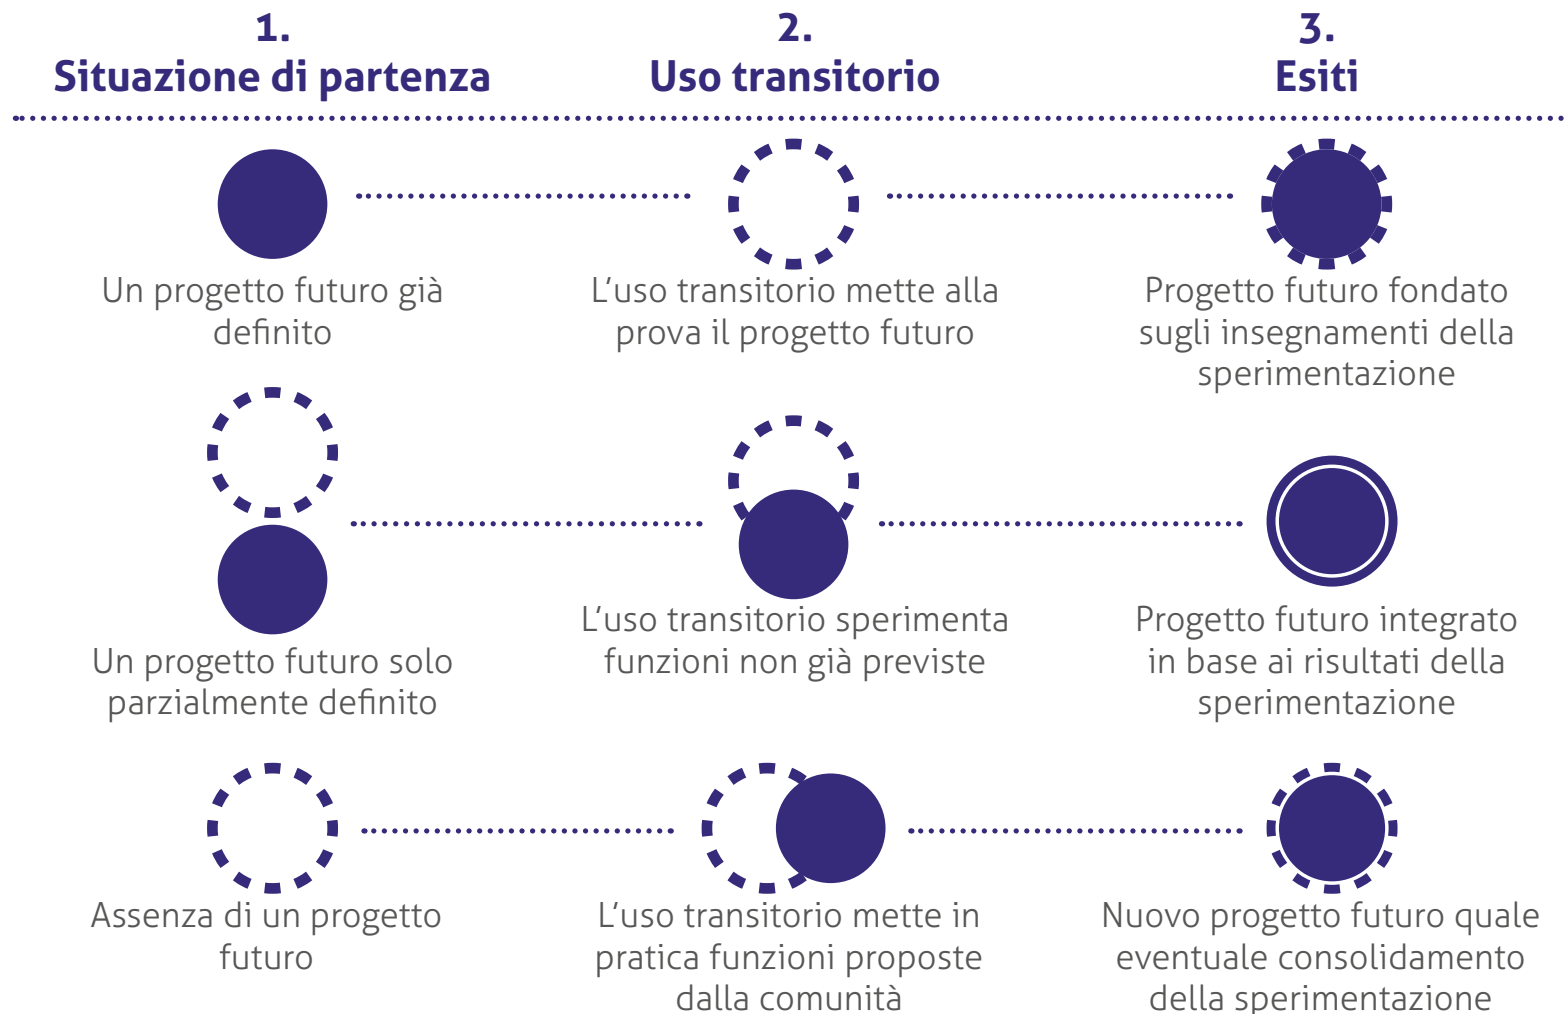 1.
Situazione di partenza
2.
Uso transitorio
3.
Esiti
Un progetto futuro già
definito
L'uso transitorio mette alla
prova il progetto futuro
Progetto futuro fondato
sugli insegnamenti della
sperimentazione
Un progetto futuro solo
parzialmente definito
L'uso transitorio sperimenta
funzioni non già previste
Progetto futuro integrato
in base ai risultati della
sperimentazione
Assenza di un progetto
futuro
L'uso transitorio mette in
pratica funzioni proposte
dalla comunità
Nuovo progetto futuro quale
eventuale consolidamento
della sperimentazione